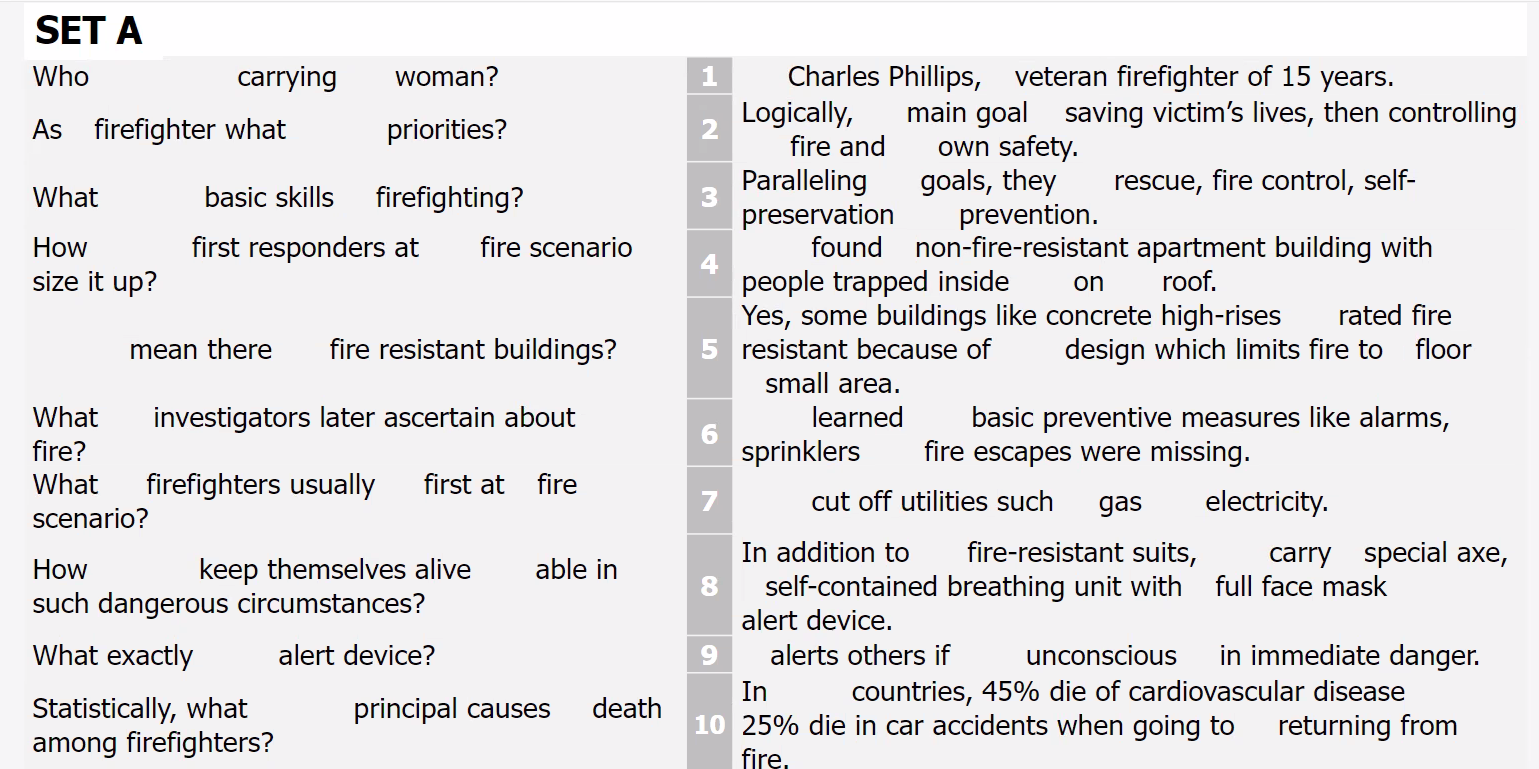 SET A
Who carrying woman?
1
Charles Phillips, veteran firefighter of 15 years.
As firefighter what priorities?
2
Logically, main goal saving victim's lives, then controlling
fire and own safety.
What basic skills firefighting?
3
Paralleling goals, they rescue, fire control, self-
preservation prevention.
How first responders at fire scenario
size it up?
4
found non-fire-resistant apartment building with
people trapped inside on roof.
mean there fire resistant buildings?
5
Yes, some buildings like concrete high-rises rated fire
resistant because of design which limits fire to floor
small area.
What investigators later ascertain about
fire?
6
learned basic preventive measures like alarms,
sprinklers fire escapes were missing.
What firefighters usually first at fire
scenario?
7
cut off utilities such gas electricity.
How keep themselves alive able in
such dangerous circumstances?
8
In addition to fire-resistant suits, carry special axe,
self-contained breathing unit with full face mask
alert device.
What exactly alert device?
9
alerts others if unconscious in immediate danger.
Statistically, what principal causes death
among firefighters?
10
In countries, 45% die of cardiovascular disease
25% die in car accidents when going to returning from
fire.